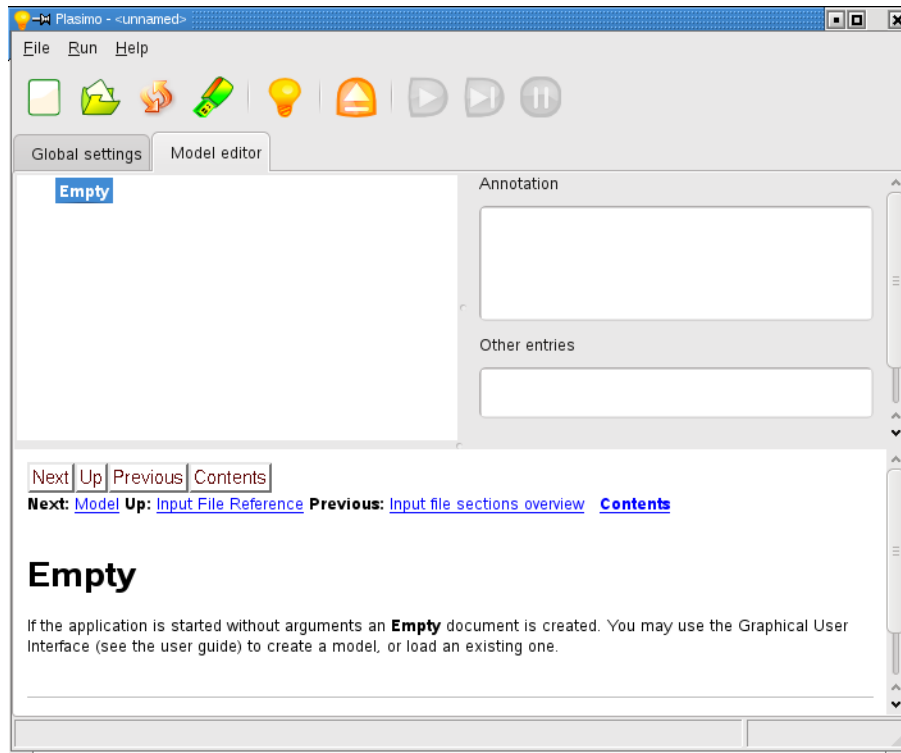 Plasimo - <unnamed>
File Run Help
Global settings Model editor
Empty
Annotation
Other entries
Next Up Previous Contents
Next: Model Up: Input File Reference Previous: Input file sections overview Contents
Empty
If the application is started without arguments an Empty document is created. You may use the Graphical User
Interface (see the user guide) to create a model, or load an existing one.